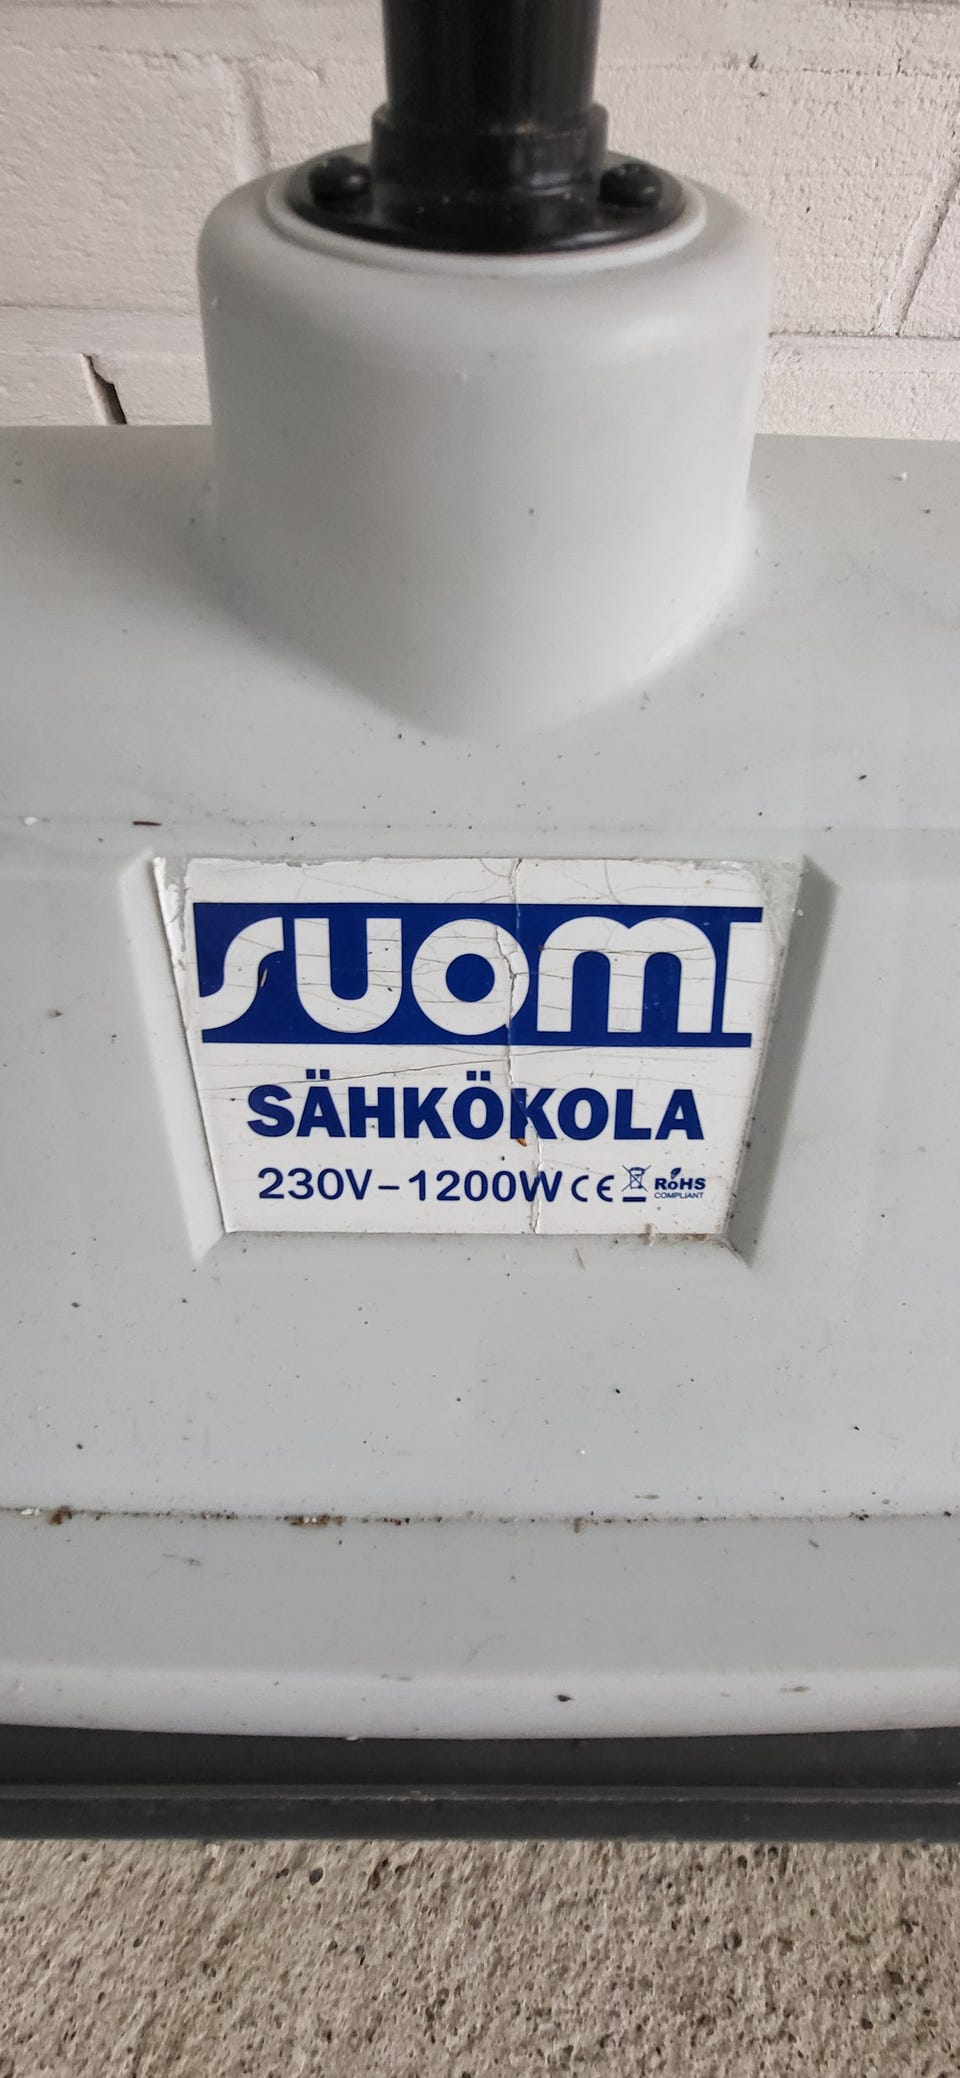 SUOMI
SÄHKÖKOLA
230V-1200W CE RoHS
COMPLIANT